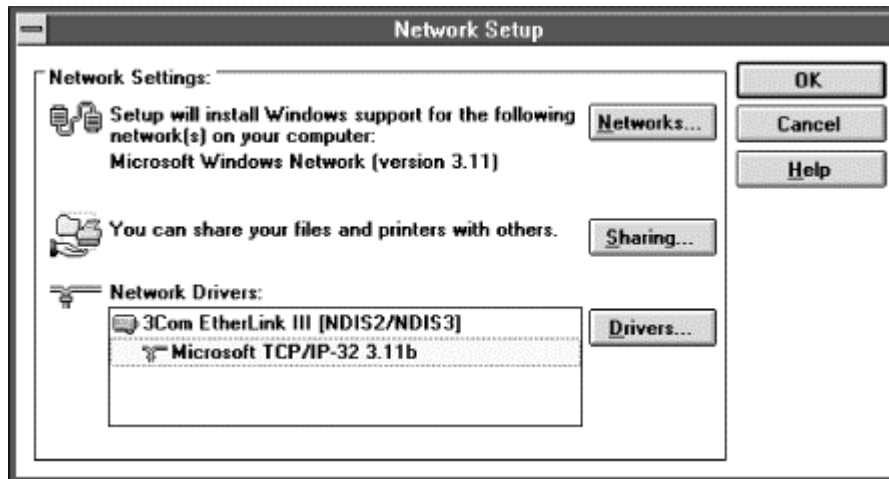 Network Setup
Network Settings:
Setup will install Windows support for the following
network(s) on your computer:
Microsoft Windows Network (version 3.11)
Networks...
You can share your files and printers with others.
Sharing...
Network Drivers:
3Com EtherLink III [NDIS2/NDIS3]
Microsoft TCP/IP-32 3.11b
Drivers...
OK
Cancel
Help